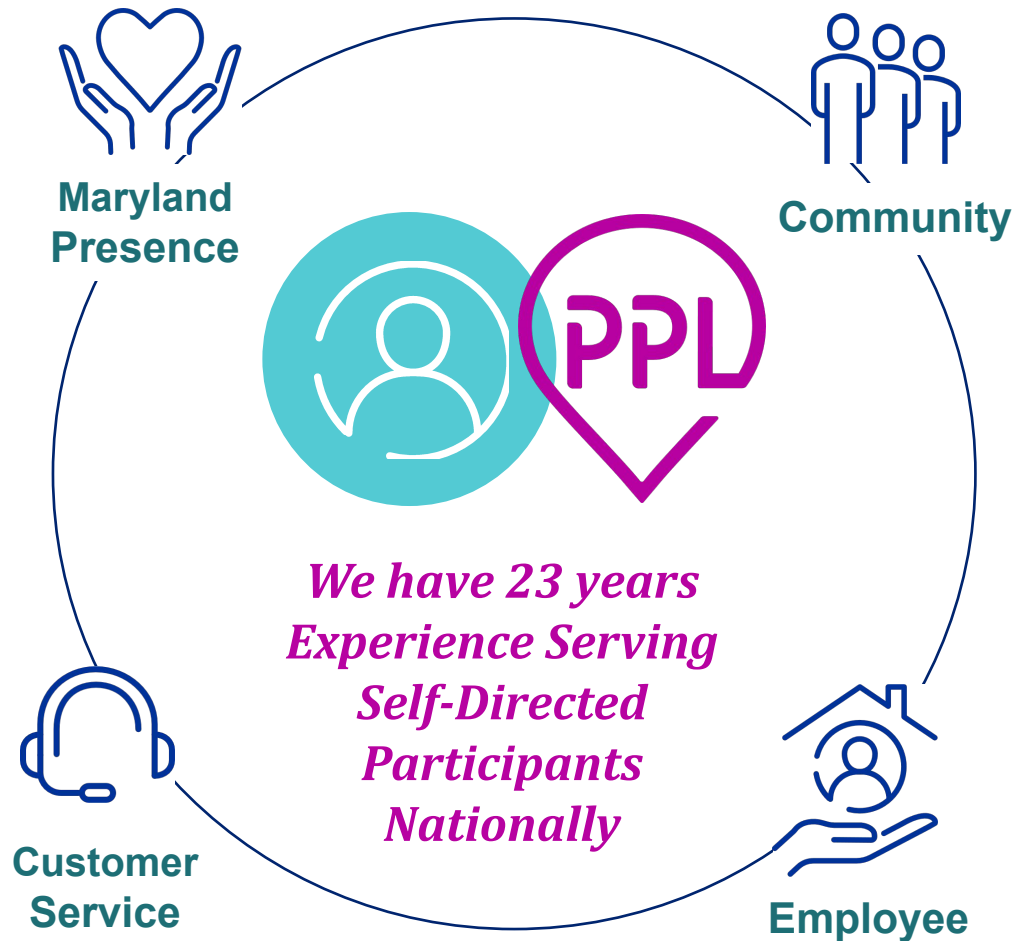 Maryland
Presence
Community
PPL
We have 23 years
Experience Serving
Self-Directed
Participants
Nationally
Customer
Service
Employee